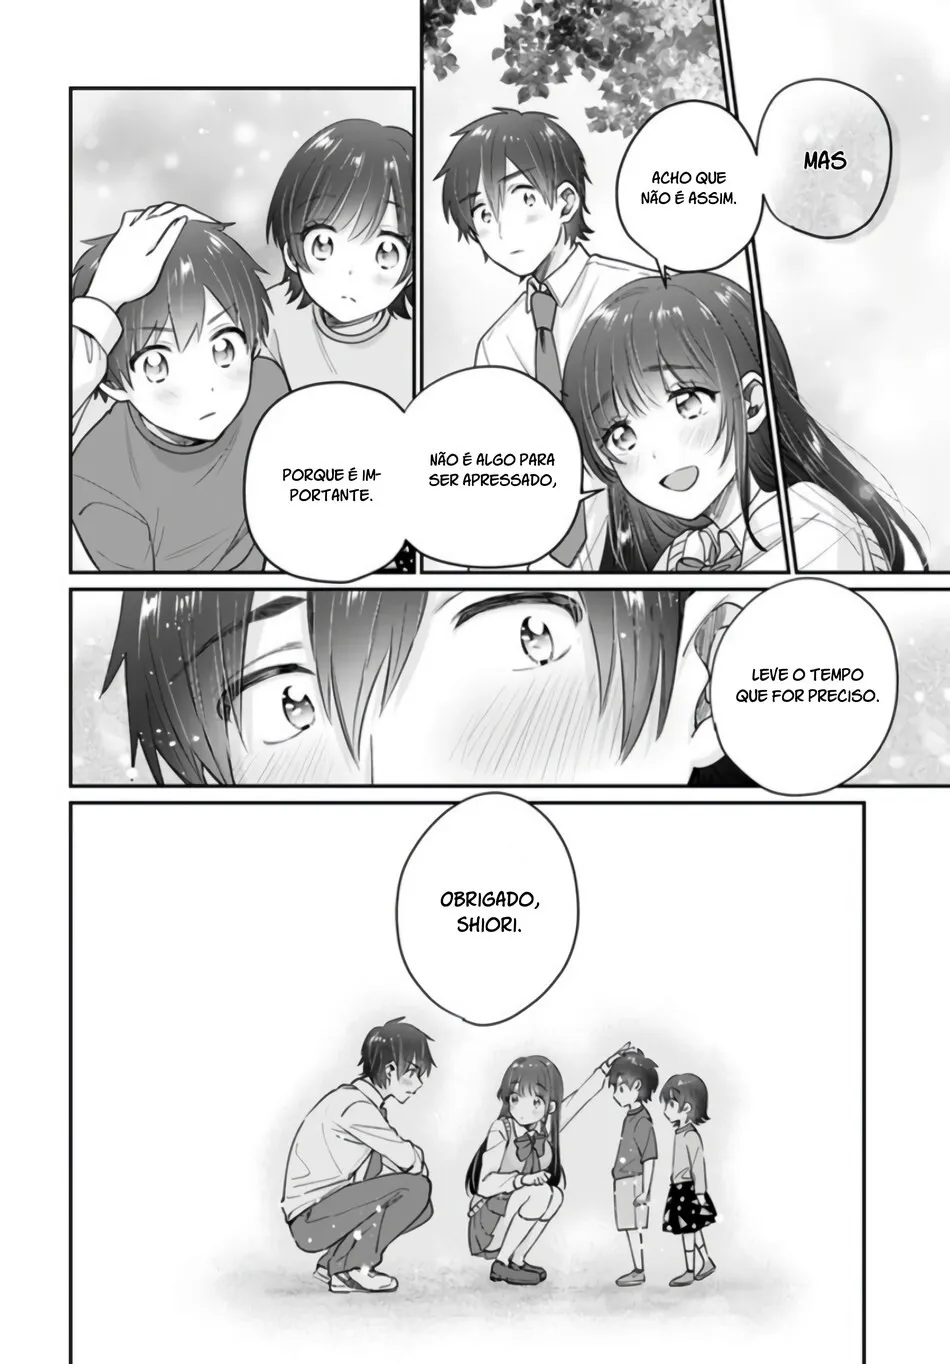 MAS
ACHO QUE
NÃO É ASSIM.
NÃO É ALGO PARA
SER APRESSADO,
PORQUE É IM-
PORTANTE.
LEVE O TEMPO
QUE FOR PRECISO.
OBRIGADO,
SHIORI.